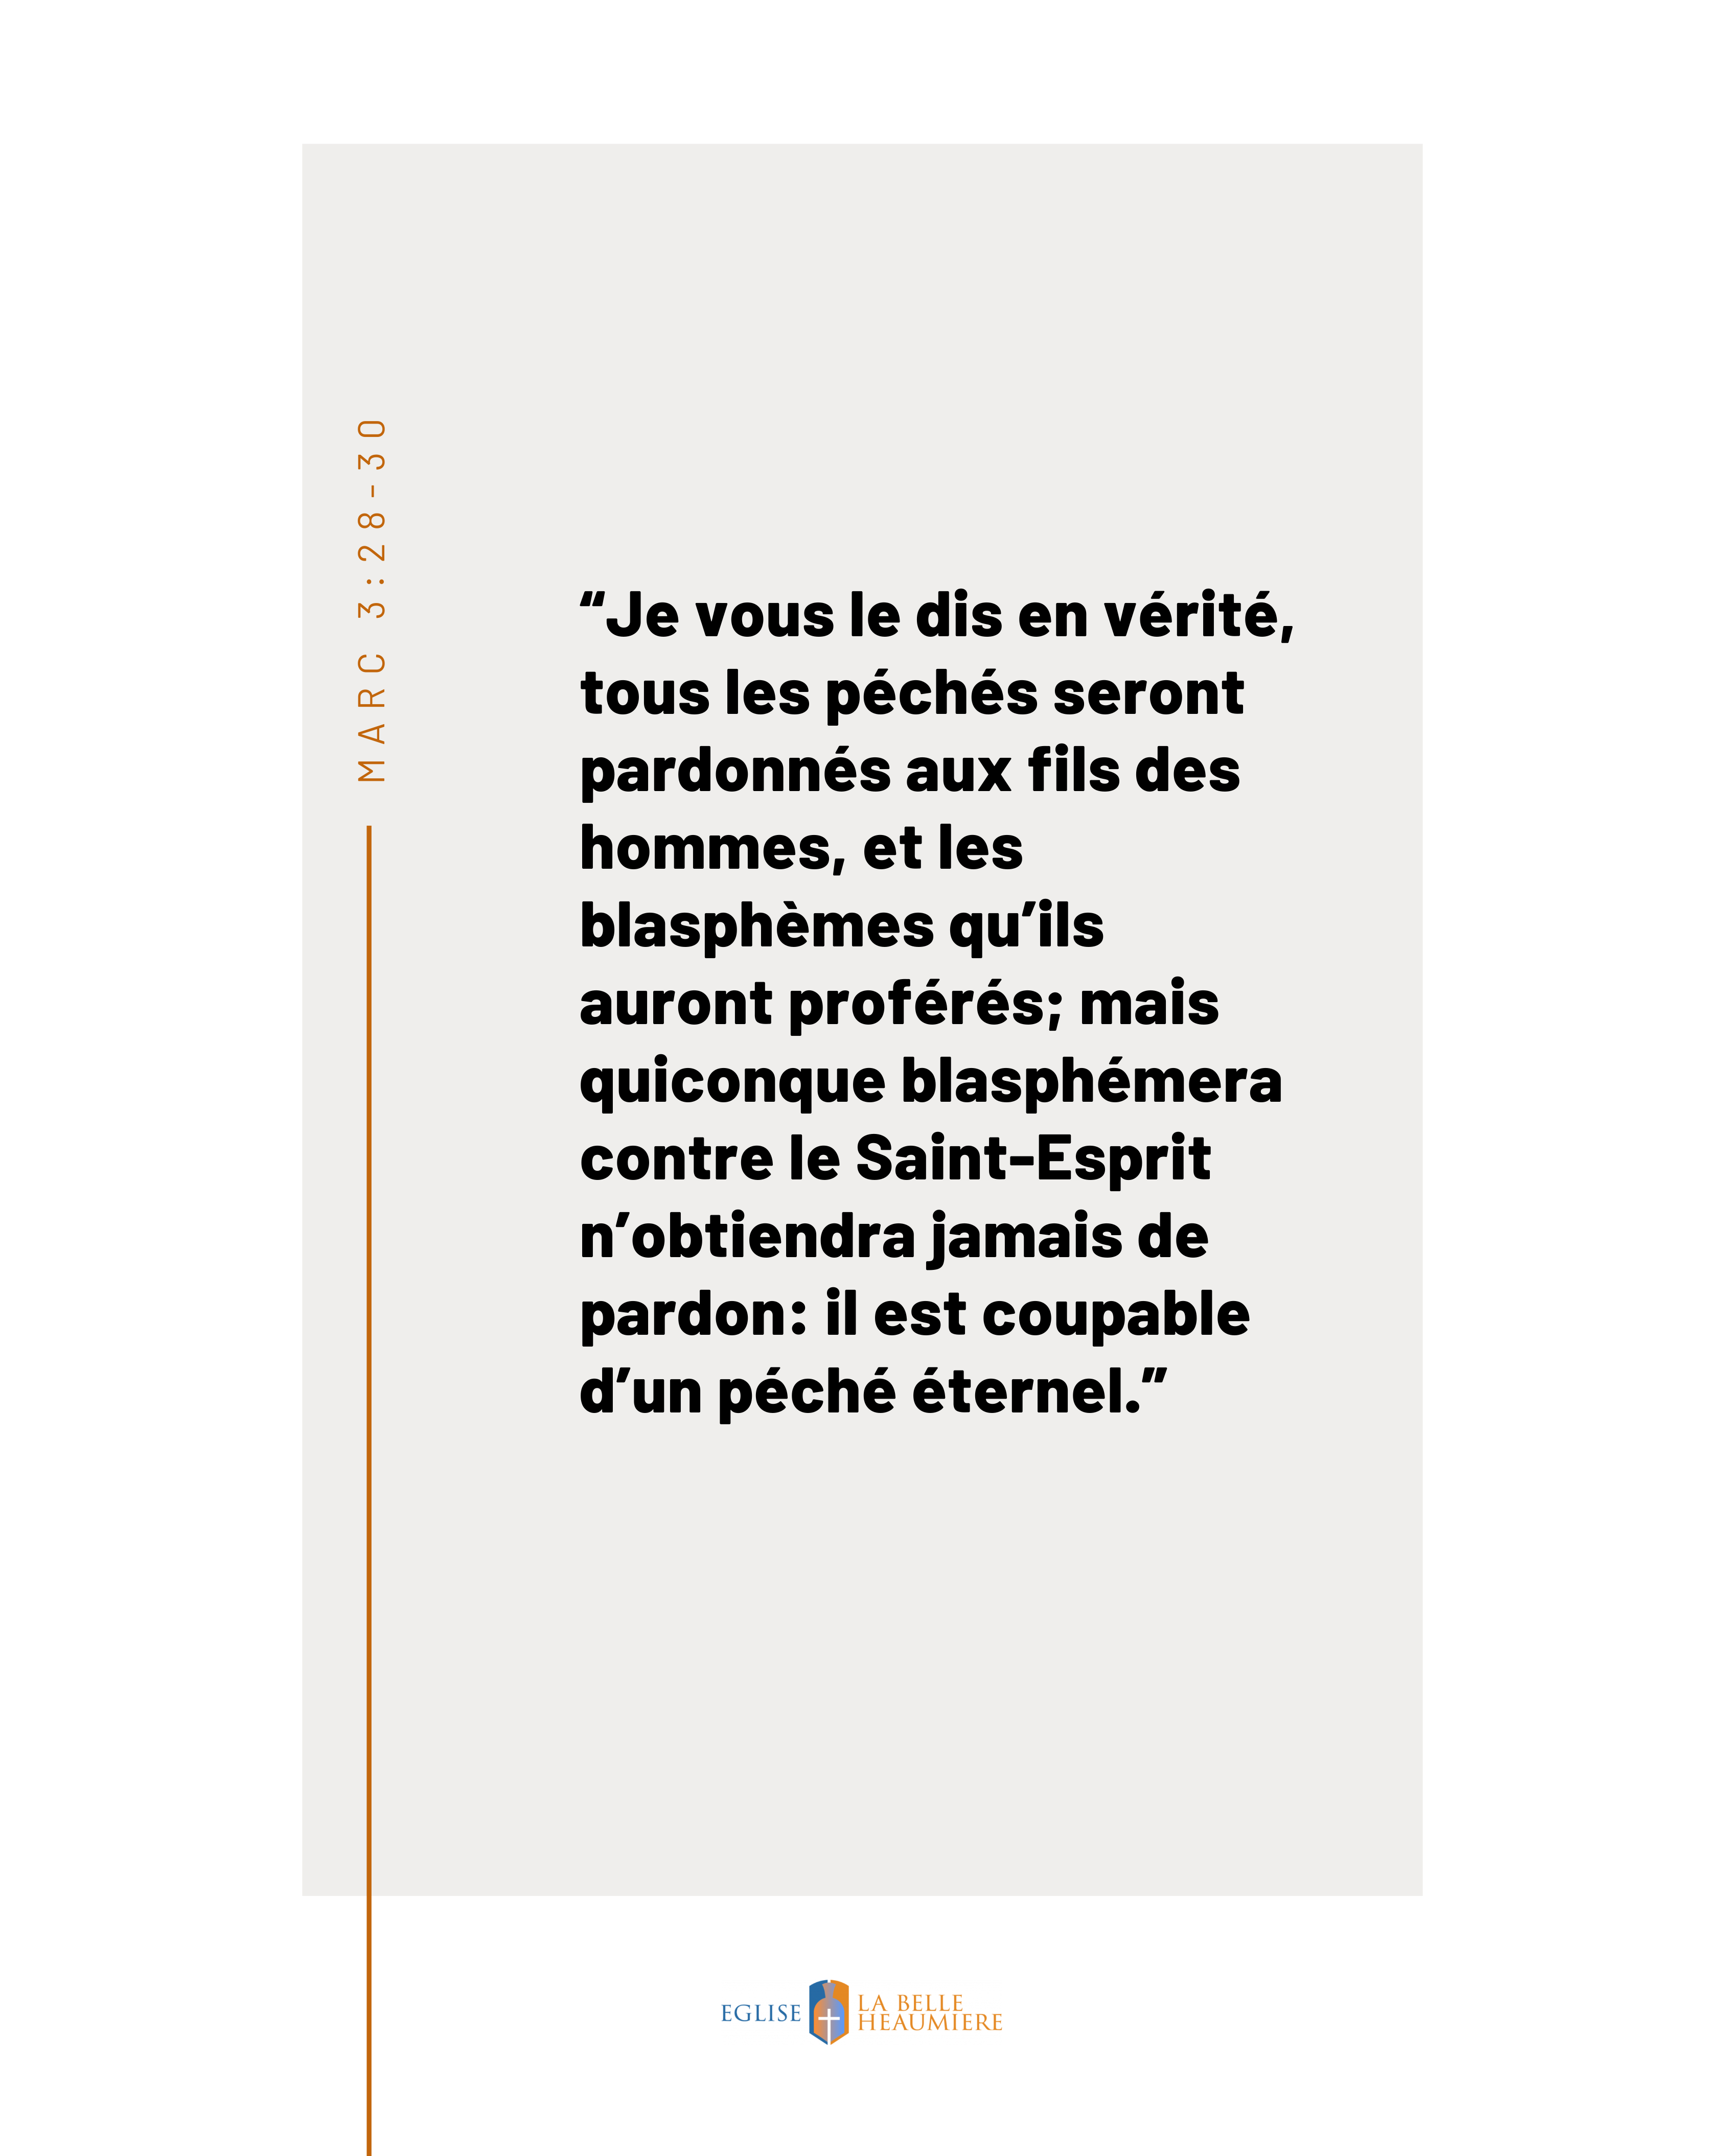 MARC 3:28-30
“Je vous le dis en vérité,
tous les péchés seront
pardonnés aux fils des
hommes, et les
blasphèmes qu’ils
auront proférés; mais
quiconque blasphémera
contre le Saint-Esprit
n’obtiendra jamais de
pardon: il est coupable
d’un péché éternel.”
EGLISE
LA BELLE
HEAUMIERE